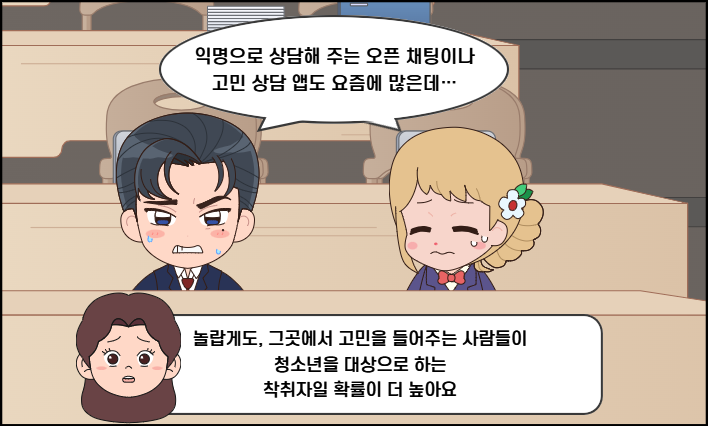 익명으로 상담해 주는 오픈 채팅이나
고민 상담 앱도 요즘에 많은데…
놀랍게도, 그곳에서 고민을 들어주는 사람들이
청소년을 대상으로 하는
착취자일 확률이 더 높아요